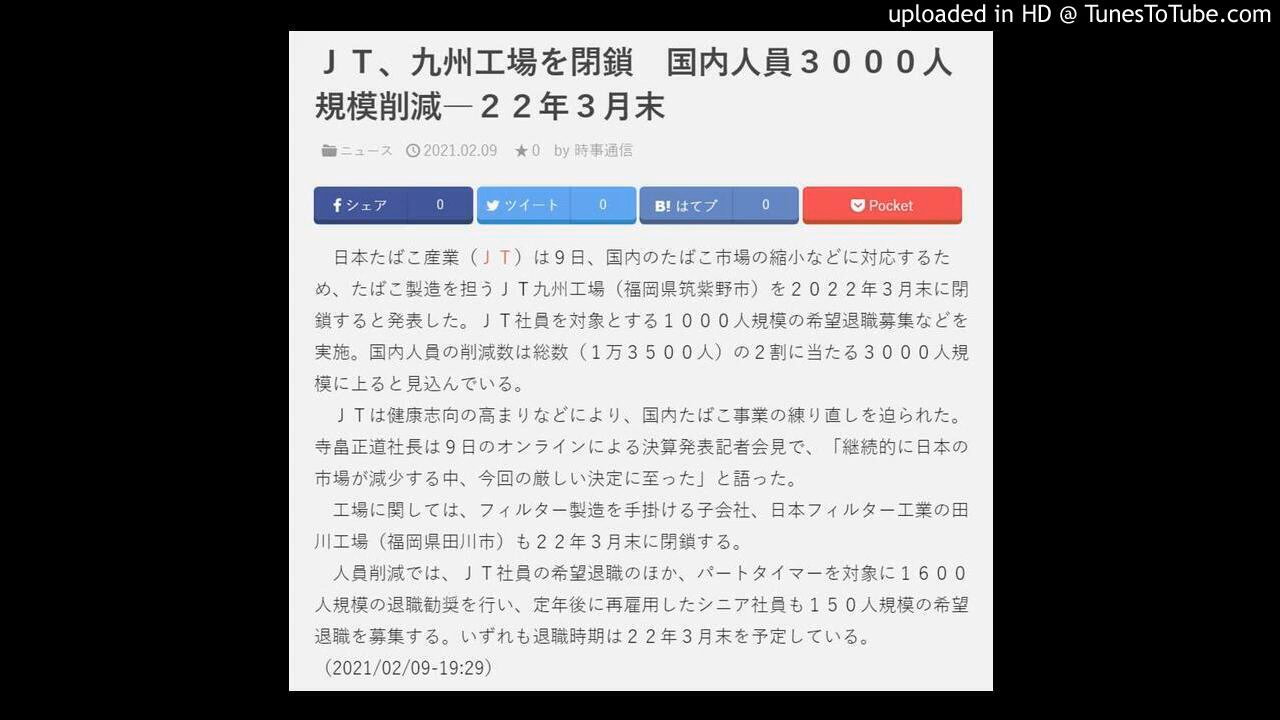 uploaded in HD @ TunesToTube.com
ＪＴ、九州工場を閉鎖　国内人員３０００人
規模削減―２２年３月末
ニュース 2021.02.09 ★0 by 時事通信
シェア 0 ツイート 0 B! はてブ 0 Pocket
　日本たばこ産業（ＪＴ）は９日、国内のたばこ市場の縮小などに対応するた
め、たばこ製造を担うＪＴ九州工場（福岡県筑紫野市）を２０２２年３月末に閉
鎖すると発表した。ＪＴ社員を対象とする１０００人規模の希望退職募集などを
実施。国内人員の削減数は総数（１万３５００人）の２割に当たる３０００人規
模に上ると見込んでいる。
　ＪＴは健康志向の高まりなどにより、国内たばこ事業の練り直しを迫られた。
寺畠正道社長は９日のオンラインによる決算発表記者会見で、「継続的に日本の
市場が減少する中、今回の厳しい決定に至った」と語った。
　工場に関しては、フィルター製造を手掛ける子会社、日本フィルター工業の田
川工場（福岡県田川市）も２２年３月末に閉鎖する。
　人員削減では、ＪＴ社員の希望退職のほか、パートタイマーを対象に１６００
人規模の退職勧奨を行い、定年後に再雇用したシニア社員も１５０人規模の希望
退職を募集する。いずれも退職時期は２２年３月末を予定している。
（2021/02/09-19:29）